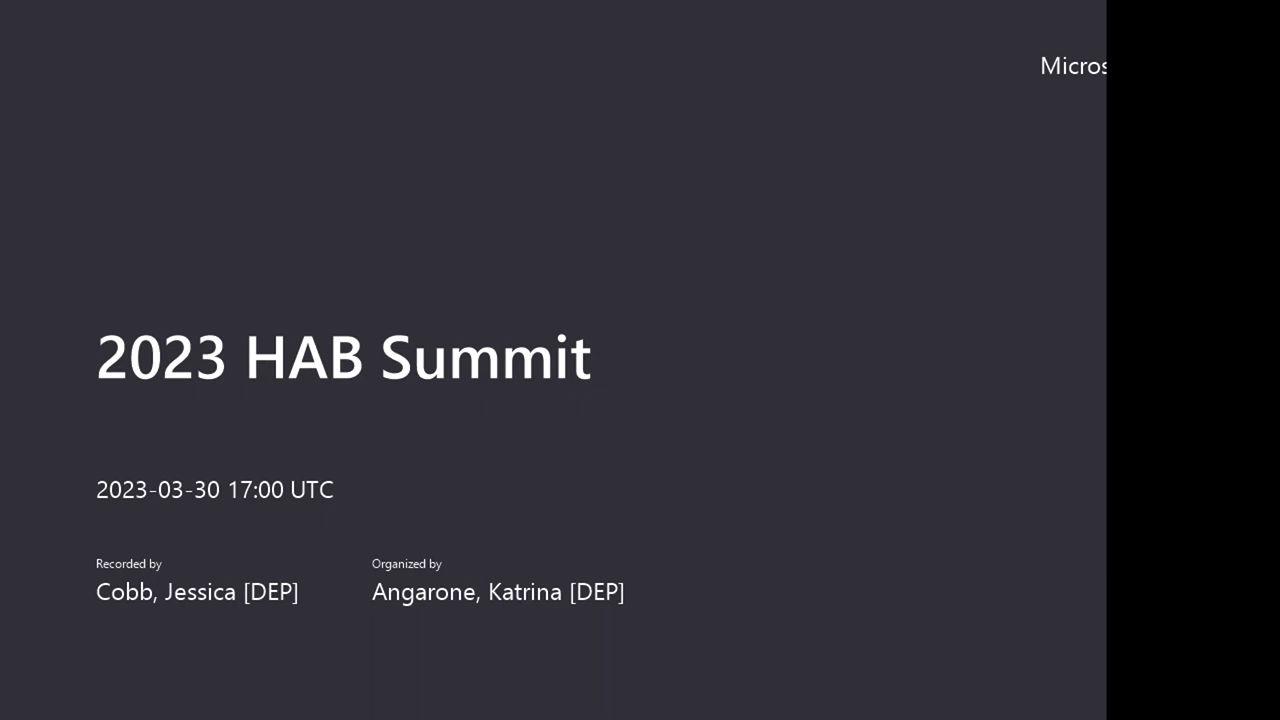 Micros
2023 HAB Summit
2023-03-30 17:00 UTC
Recorded by
Organized by
Cobb, Jessica [DEP]
Angarone, Katrina [DEP]